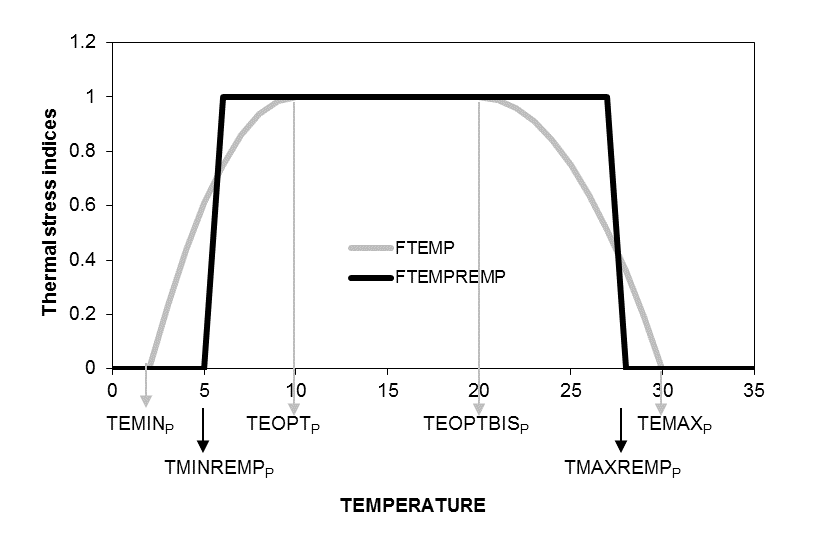 1.2
1
0.8
0.6
0.4
0.2
0
Thermal stress indices
FTEMP
FTEMPREMP
0 5 10 15 20 25 30 35
TEMINP TEOPTP TEOPTBISP TEMAXP
TMINREMPP TMAXREMPP
TEMPERATURE